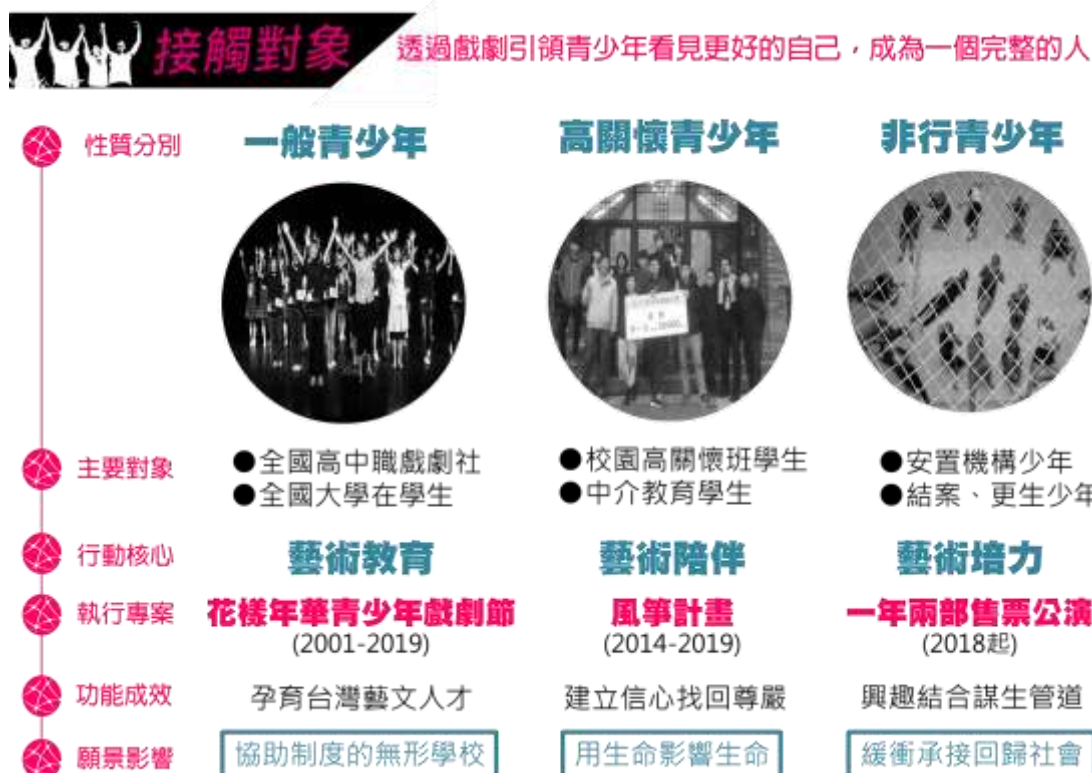 接觸對象
透過戲劇引領青少年看見更好的自己，成為一個完整的人
性質分別 一般青少年 高關懷青少年 非行青少年
主要對象 ●全國高中職戲劇社 ●校園高關懷班學生 ●安置機構少年
●全國大學在學生 ●中介教育學生 ●結案、更生少年
行動核心 藝術教育 藝術陪伴 藝術培力
執行專案 花樣年華青少年戲劇節 風箏計畫 一年兩部售票公演
(2001-2019) (2014-2019) (2018起)
功能成效 孕育台灣藝文人才 建立信心找回尊嚴 興趣結合謀生管道
願景影響 協助制度的無形學校 用生命影響生命 緩衝承接回歸社會